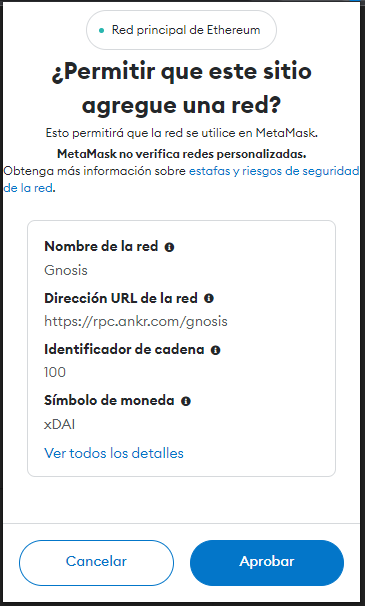 Red principal de Ethereum
¿Permitir que este sitio
agregue una red?
Esto permitirá que la red se utilice en MetaMask.
MetaMask no verifica redes personalizadas.
Obtenga más información sobre estafas y riesgos de seguridad
de la red.
Nombre de la red
Gnosis
Dirección URL de la red
https://rpc.ankr.com/gnosis
Identificador de cadena
100
Símbolo de moneda
xDAI
Ver todos los detalles
Cancelar
Aprobar